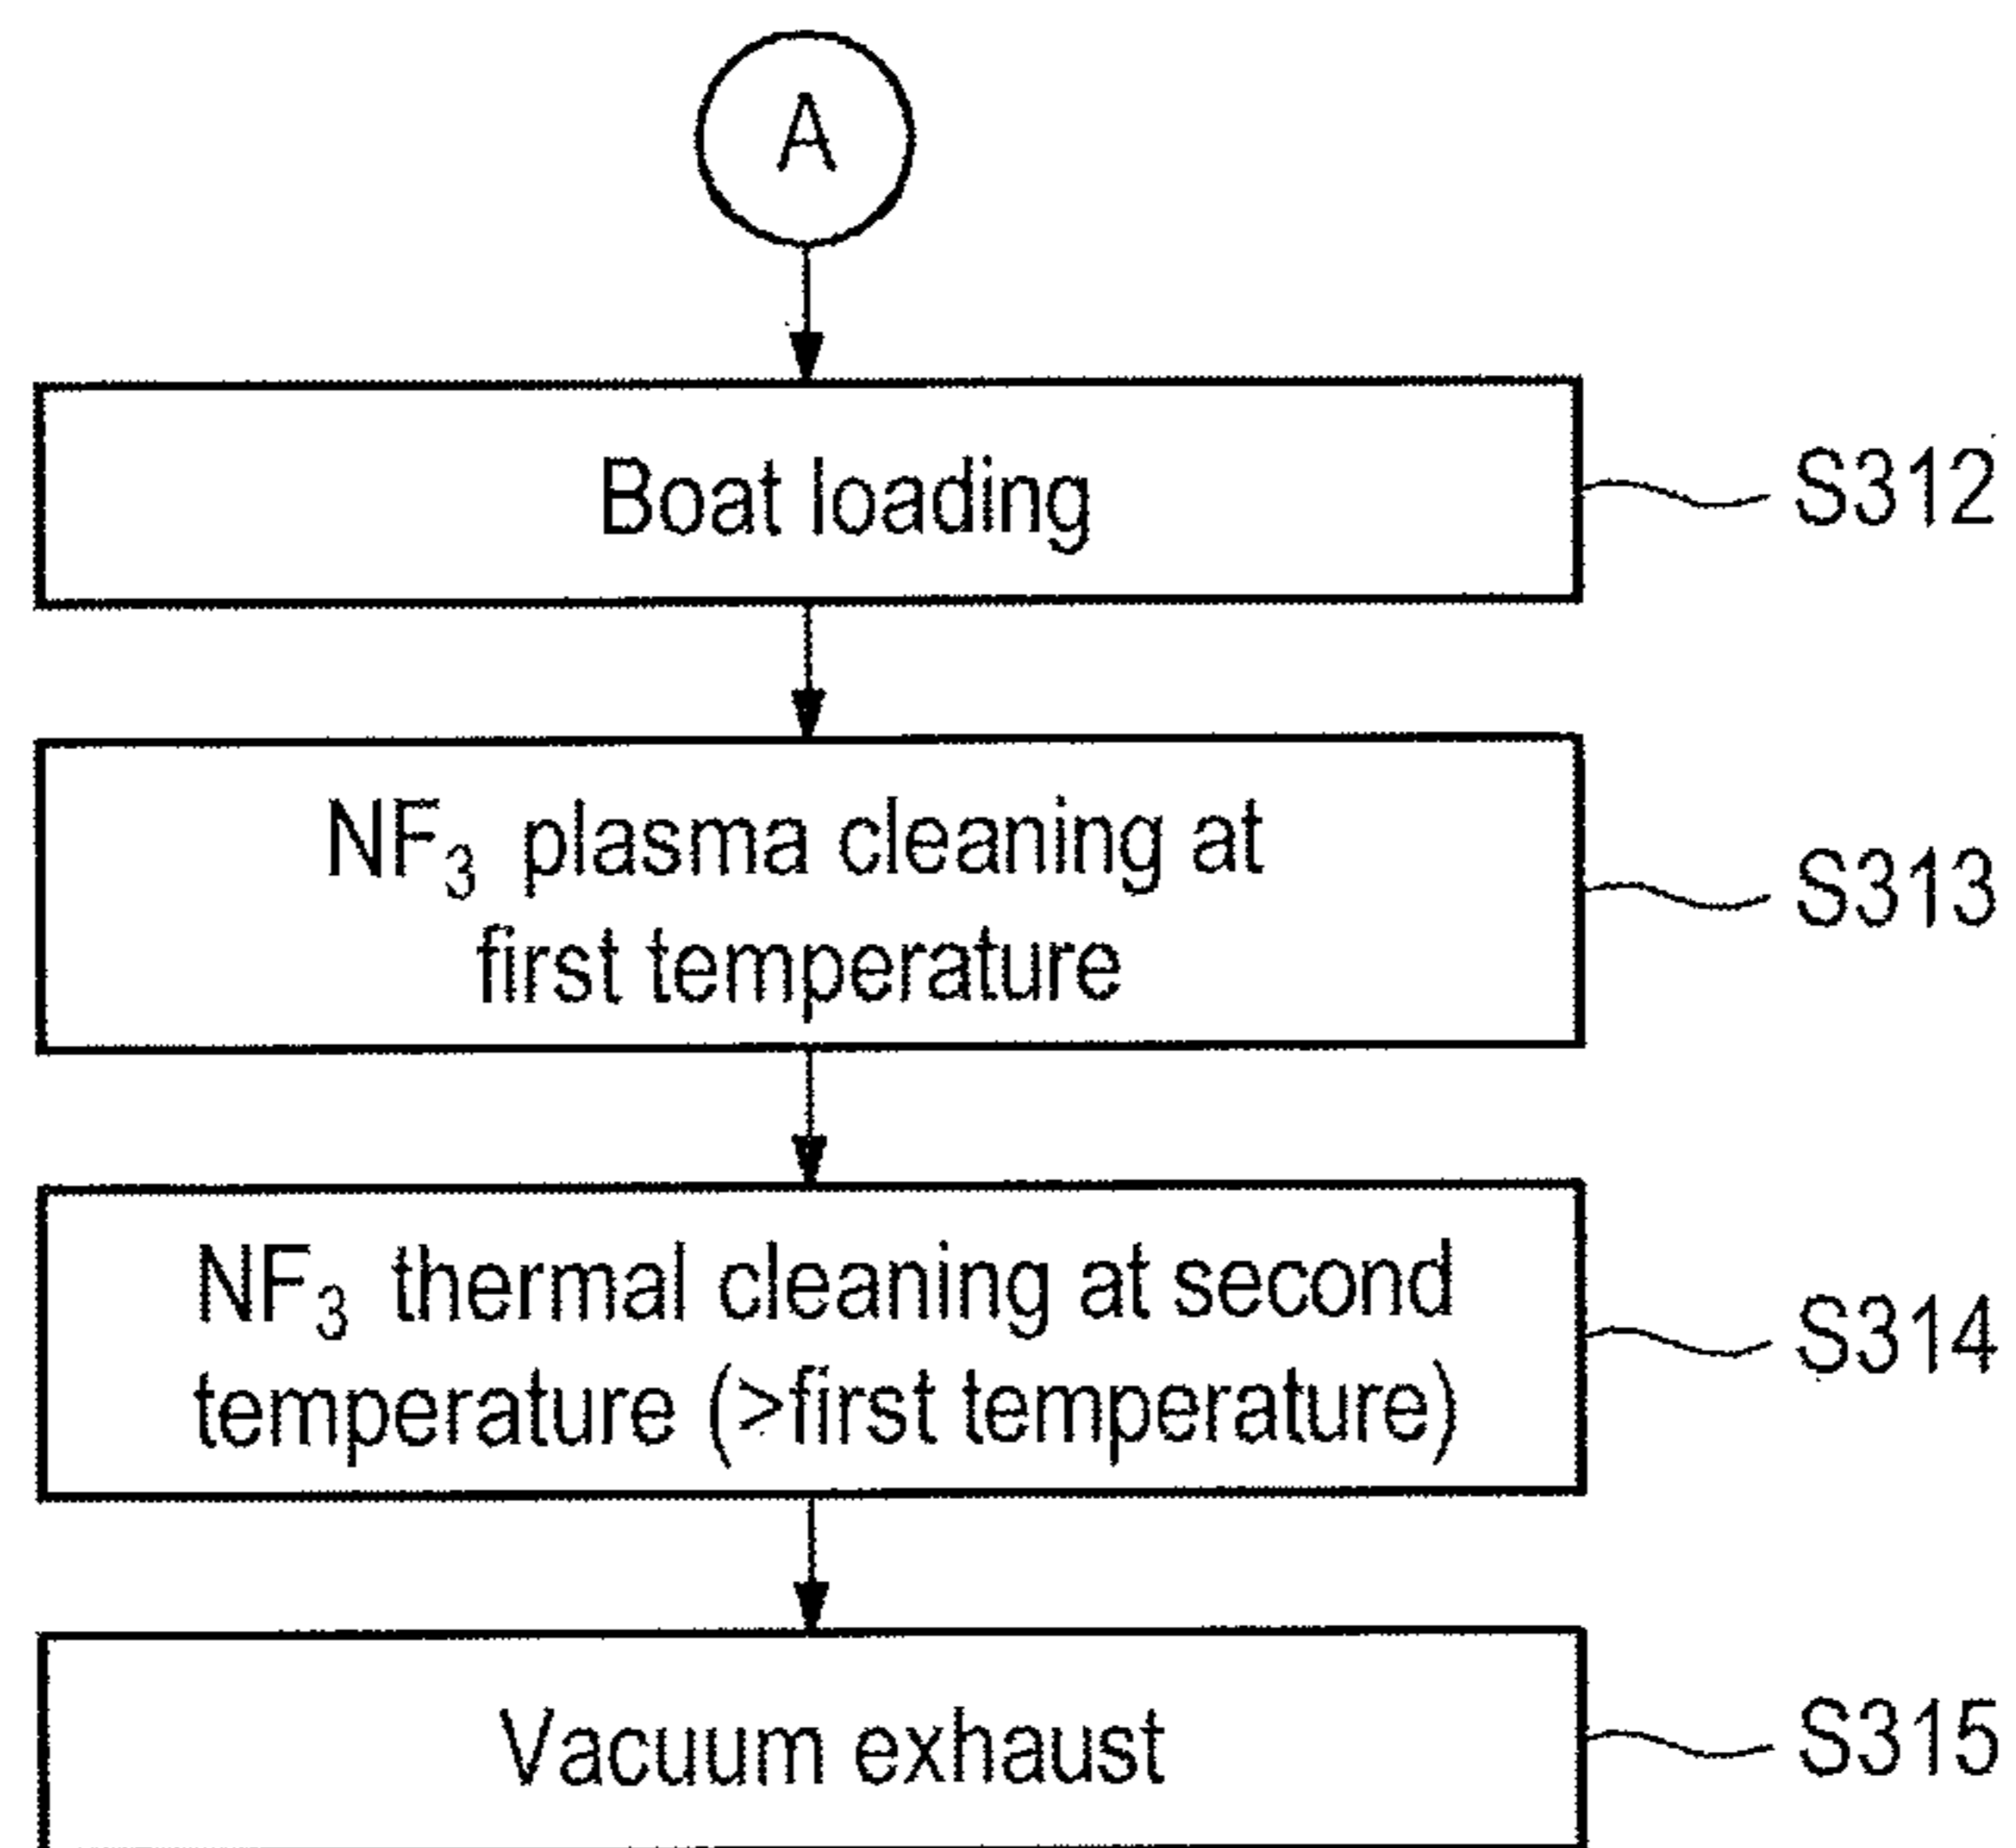 A
Boat loading
S312
NF₃ plasma cleaning at
first temperature
S313
NF₃ thermal cleaning at second
temperature (>first temperature)
S314
Vacuum exhaust
S315